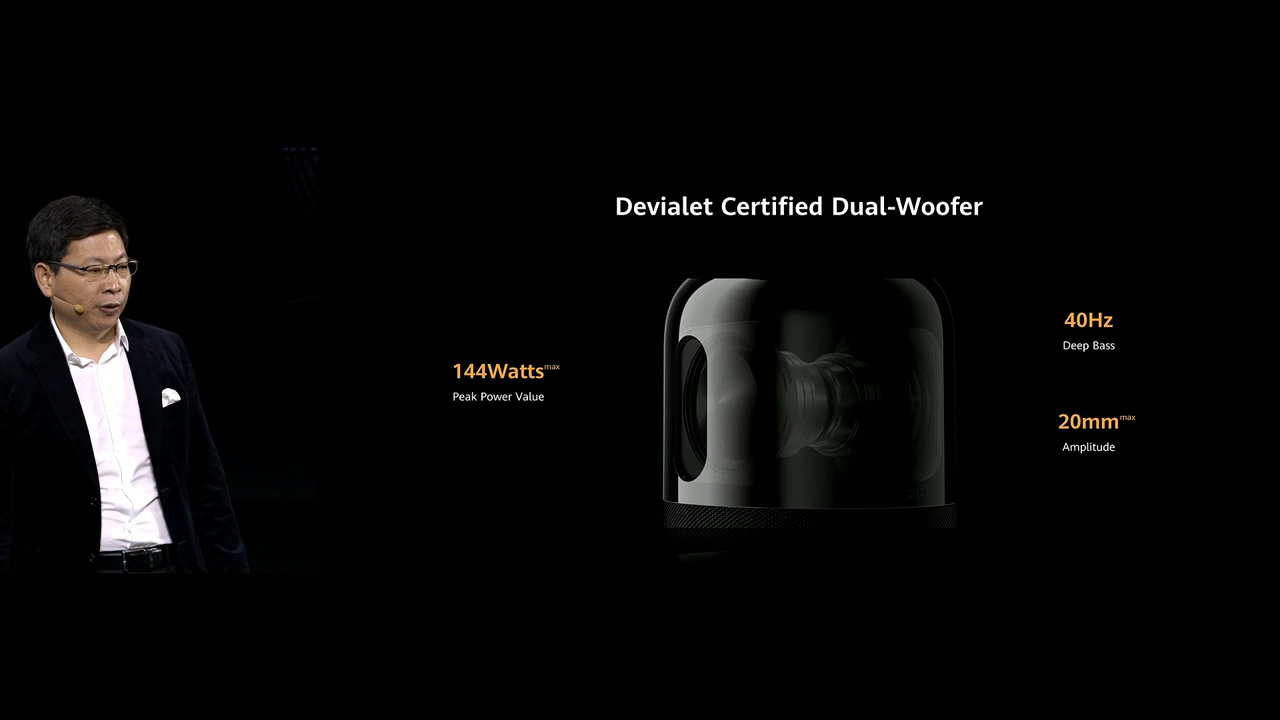 Devialet Certified Dual-Woofer
144Watts max
Peak Power Value
40Hz
Deep Bass
20mm max
Amplitude